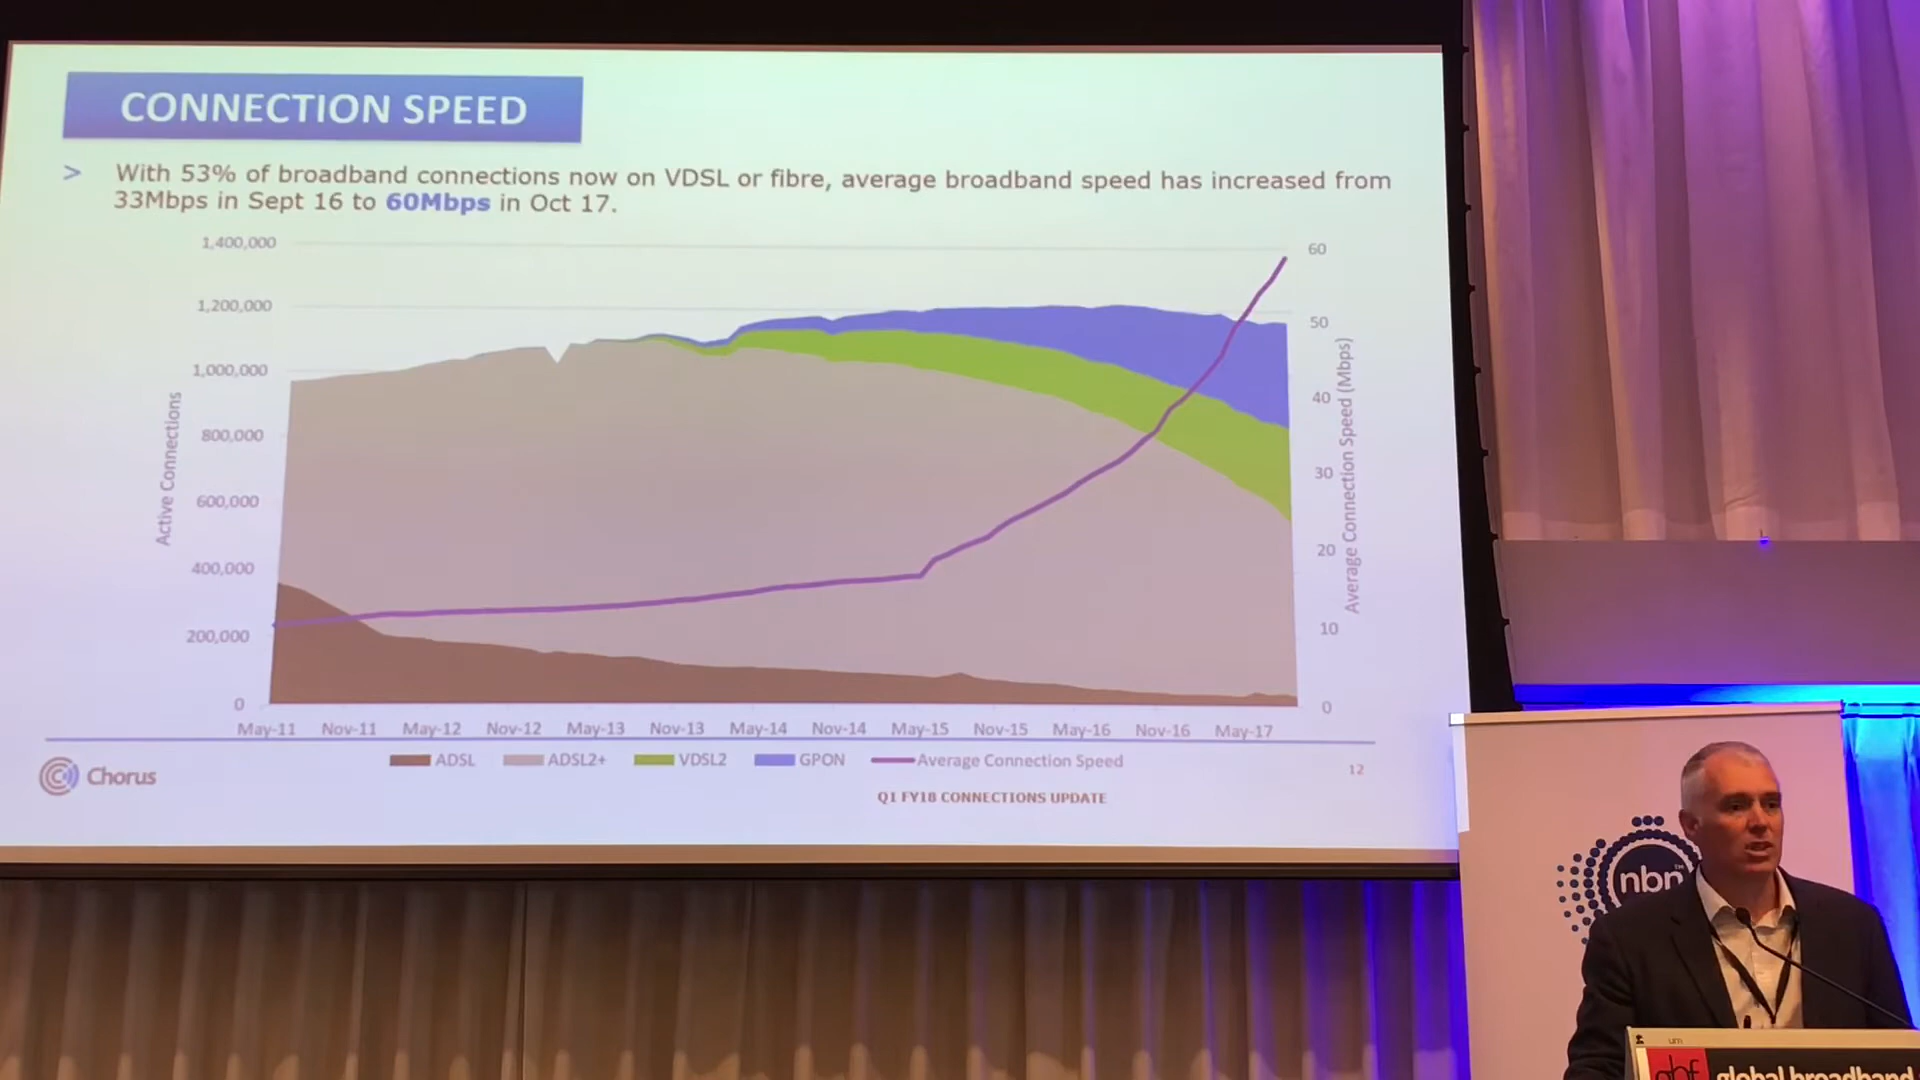 CONNECTION SPEED
> With 53% of broadband connections now on VDSL or fibre, average broadband speed has increased from
33Mbps in Sept 16 to 60Mbps in Oct 17.
1,400,000
1,200,000
1,000,000
800,000
600,000
400,000
200,000
0
Active Connections
60
50
40
30
20
10
0
Average Connection Speed (Mbps)
May-11 Nov-11 May-12 Nov-12 May-13 Nov-13 May-14 Nov-14 May-15 Nov-15 May-16 Nov-16 May-17
ADSL ADSL2+ VDSL2 GPON Average Connection Speed
Chorus
12
Q1 FY18 CONNECTIONS UPDATE
nbn™
um
gbf global broadband